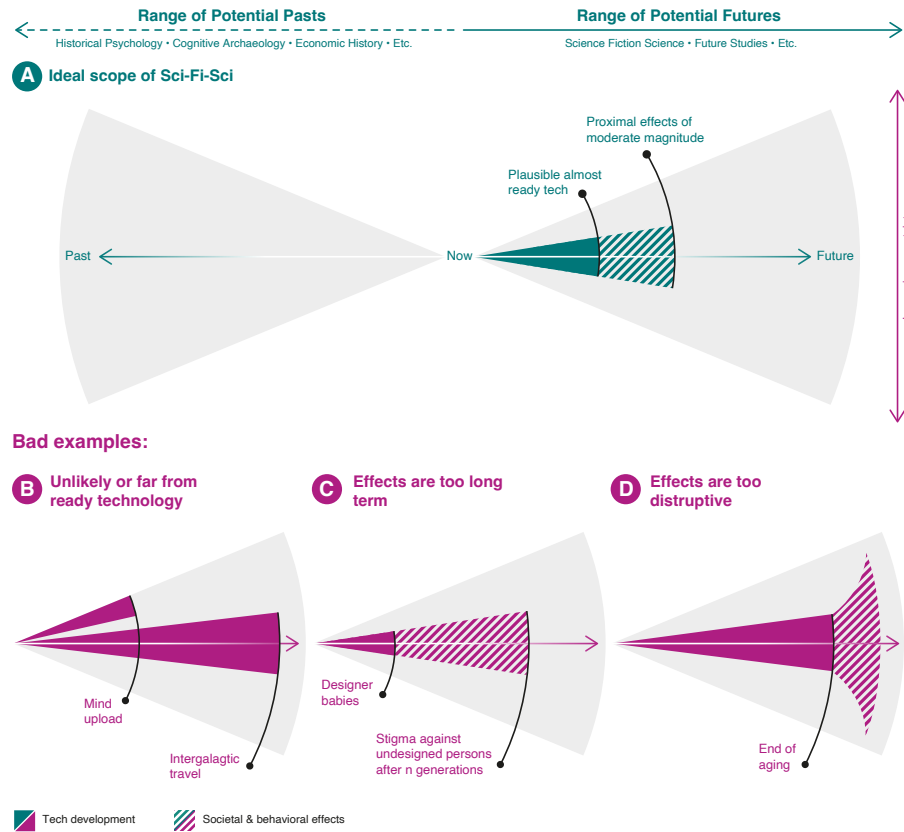 Range of Potential Pasts
Range of Potential Futures
Historical Psychology • Cognitive Archaeology • Economic History • Etc.
Science Fiction Science • Future Studies • Etc.
A Ideal scope of Sci-Fi-Sci
Proximal effects of
moderate magnitude
Plausible almost
ready tech
Past
Now
Future
Bad examples:
B Unlikely or far from
ready technology
C Effects are too long
term
D Effects are too
distruptive
Mind
upload
Intergalagtic
travel
Designer
babies
Stigma against
undesigned persons
after n generations
End of
aging
Tech development
Societal & behavioral effects